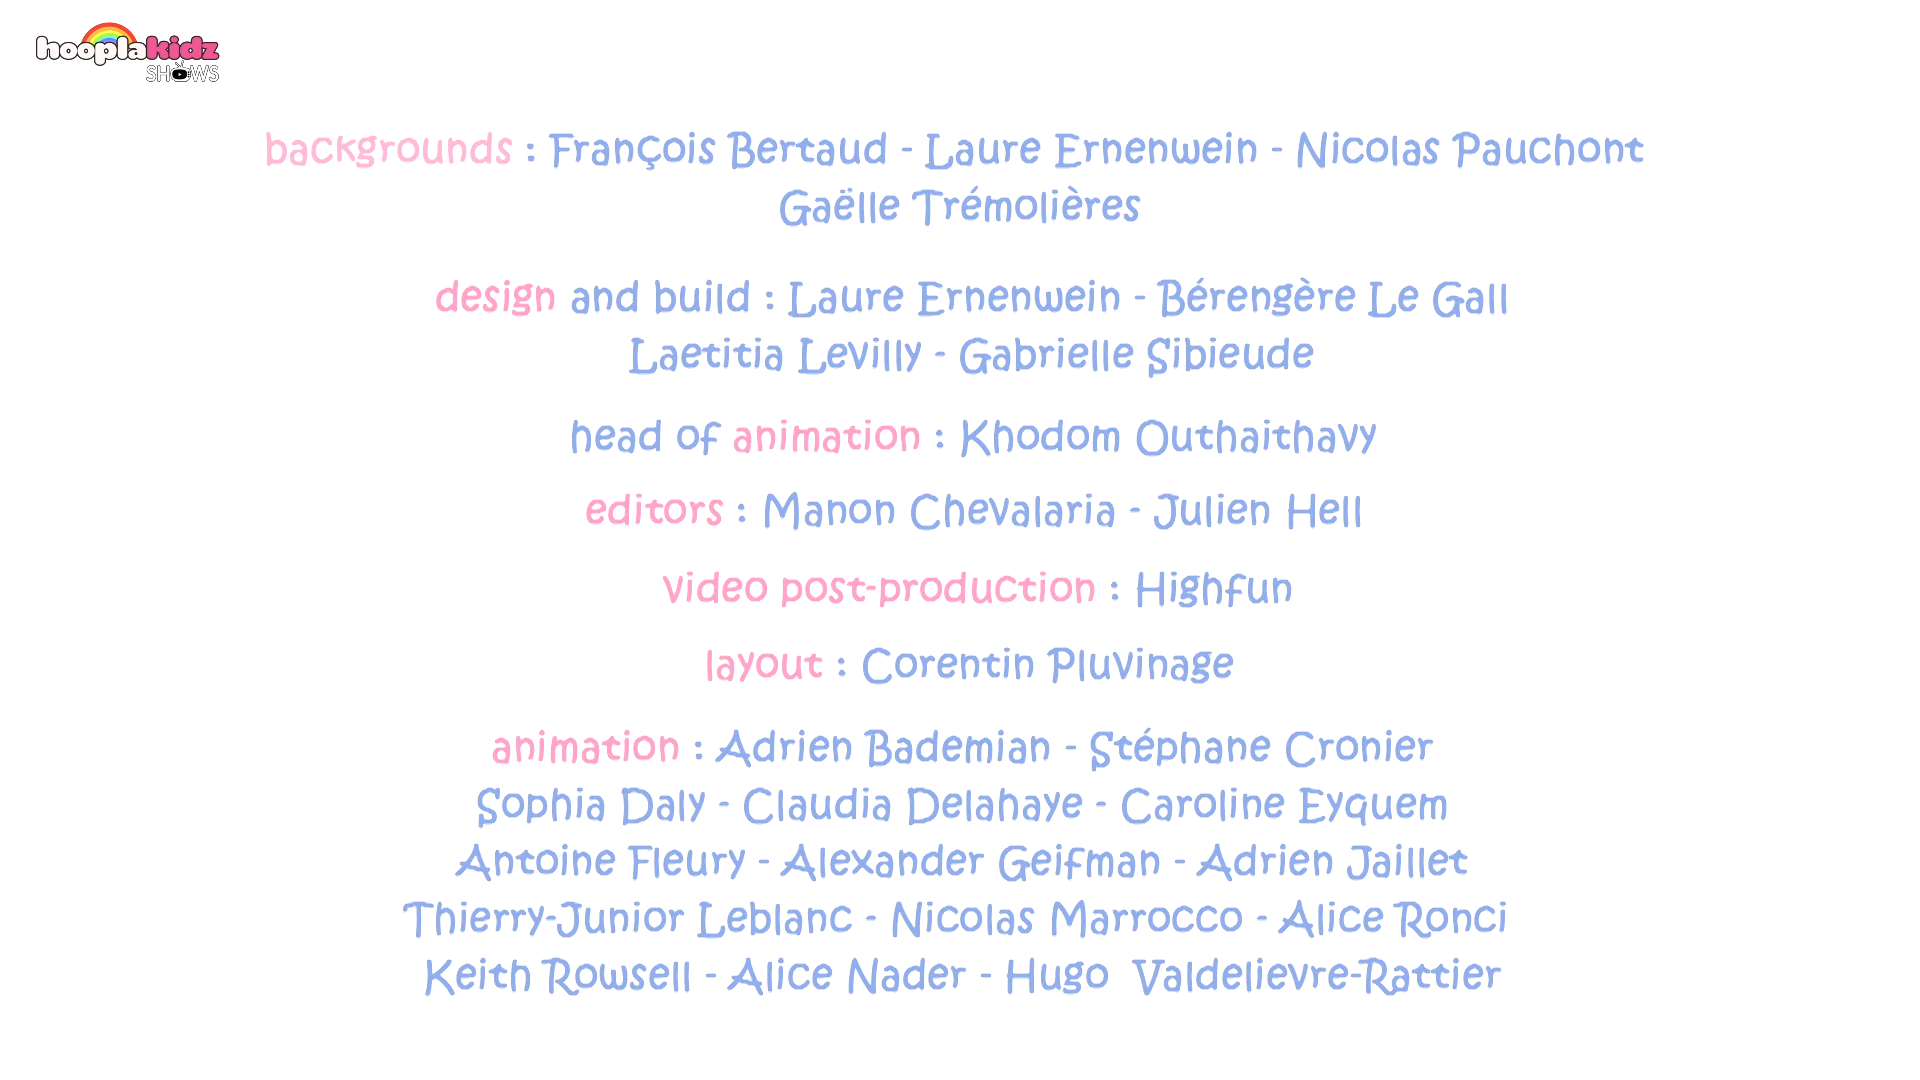 hooplakidz
SHOWS
backgrounds : François Bertaud - Laure Ernenwein - Nicolas Pauchont
Gaëlle Trémolières
design and build : Laure Ernenwein - Bérengère Le Gall
Laetitia Levilly - Gabrielle Sibieude
head of animation : Khodom Outhaithavy
editors : Manon Chevalaria - Julien Hell
video post-production : Highfun
layout : Corentin Pluvinage
animation : Adrien Bademian - Stéphane Cronier
Sophia Daly - Claudia Delahaye - Caroline Eyquem
Antoine Fleury - Alexander Geifman - Adrien Jaillet
Thierry-Junior Leblanc - Nicolas Marrocco - Alice Ronci
Keith Rowsell - Alice Nader - Hugo Valdelievre-Rattier